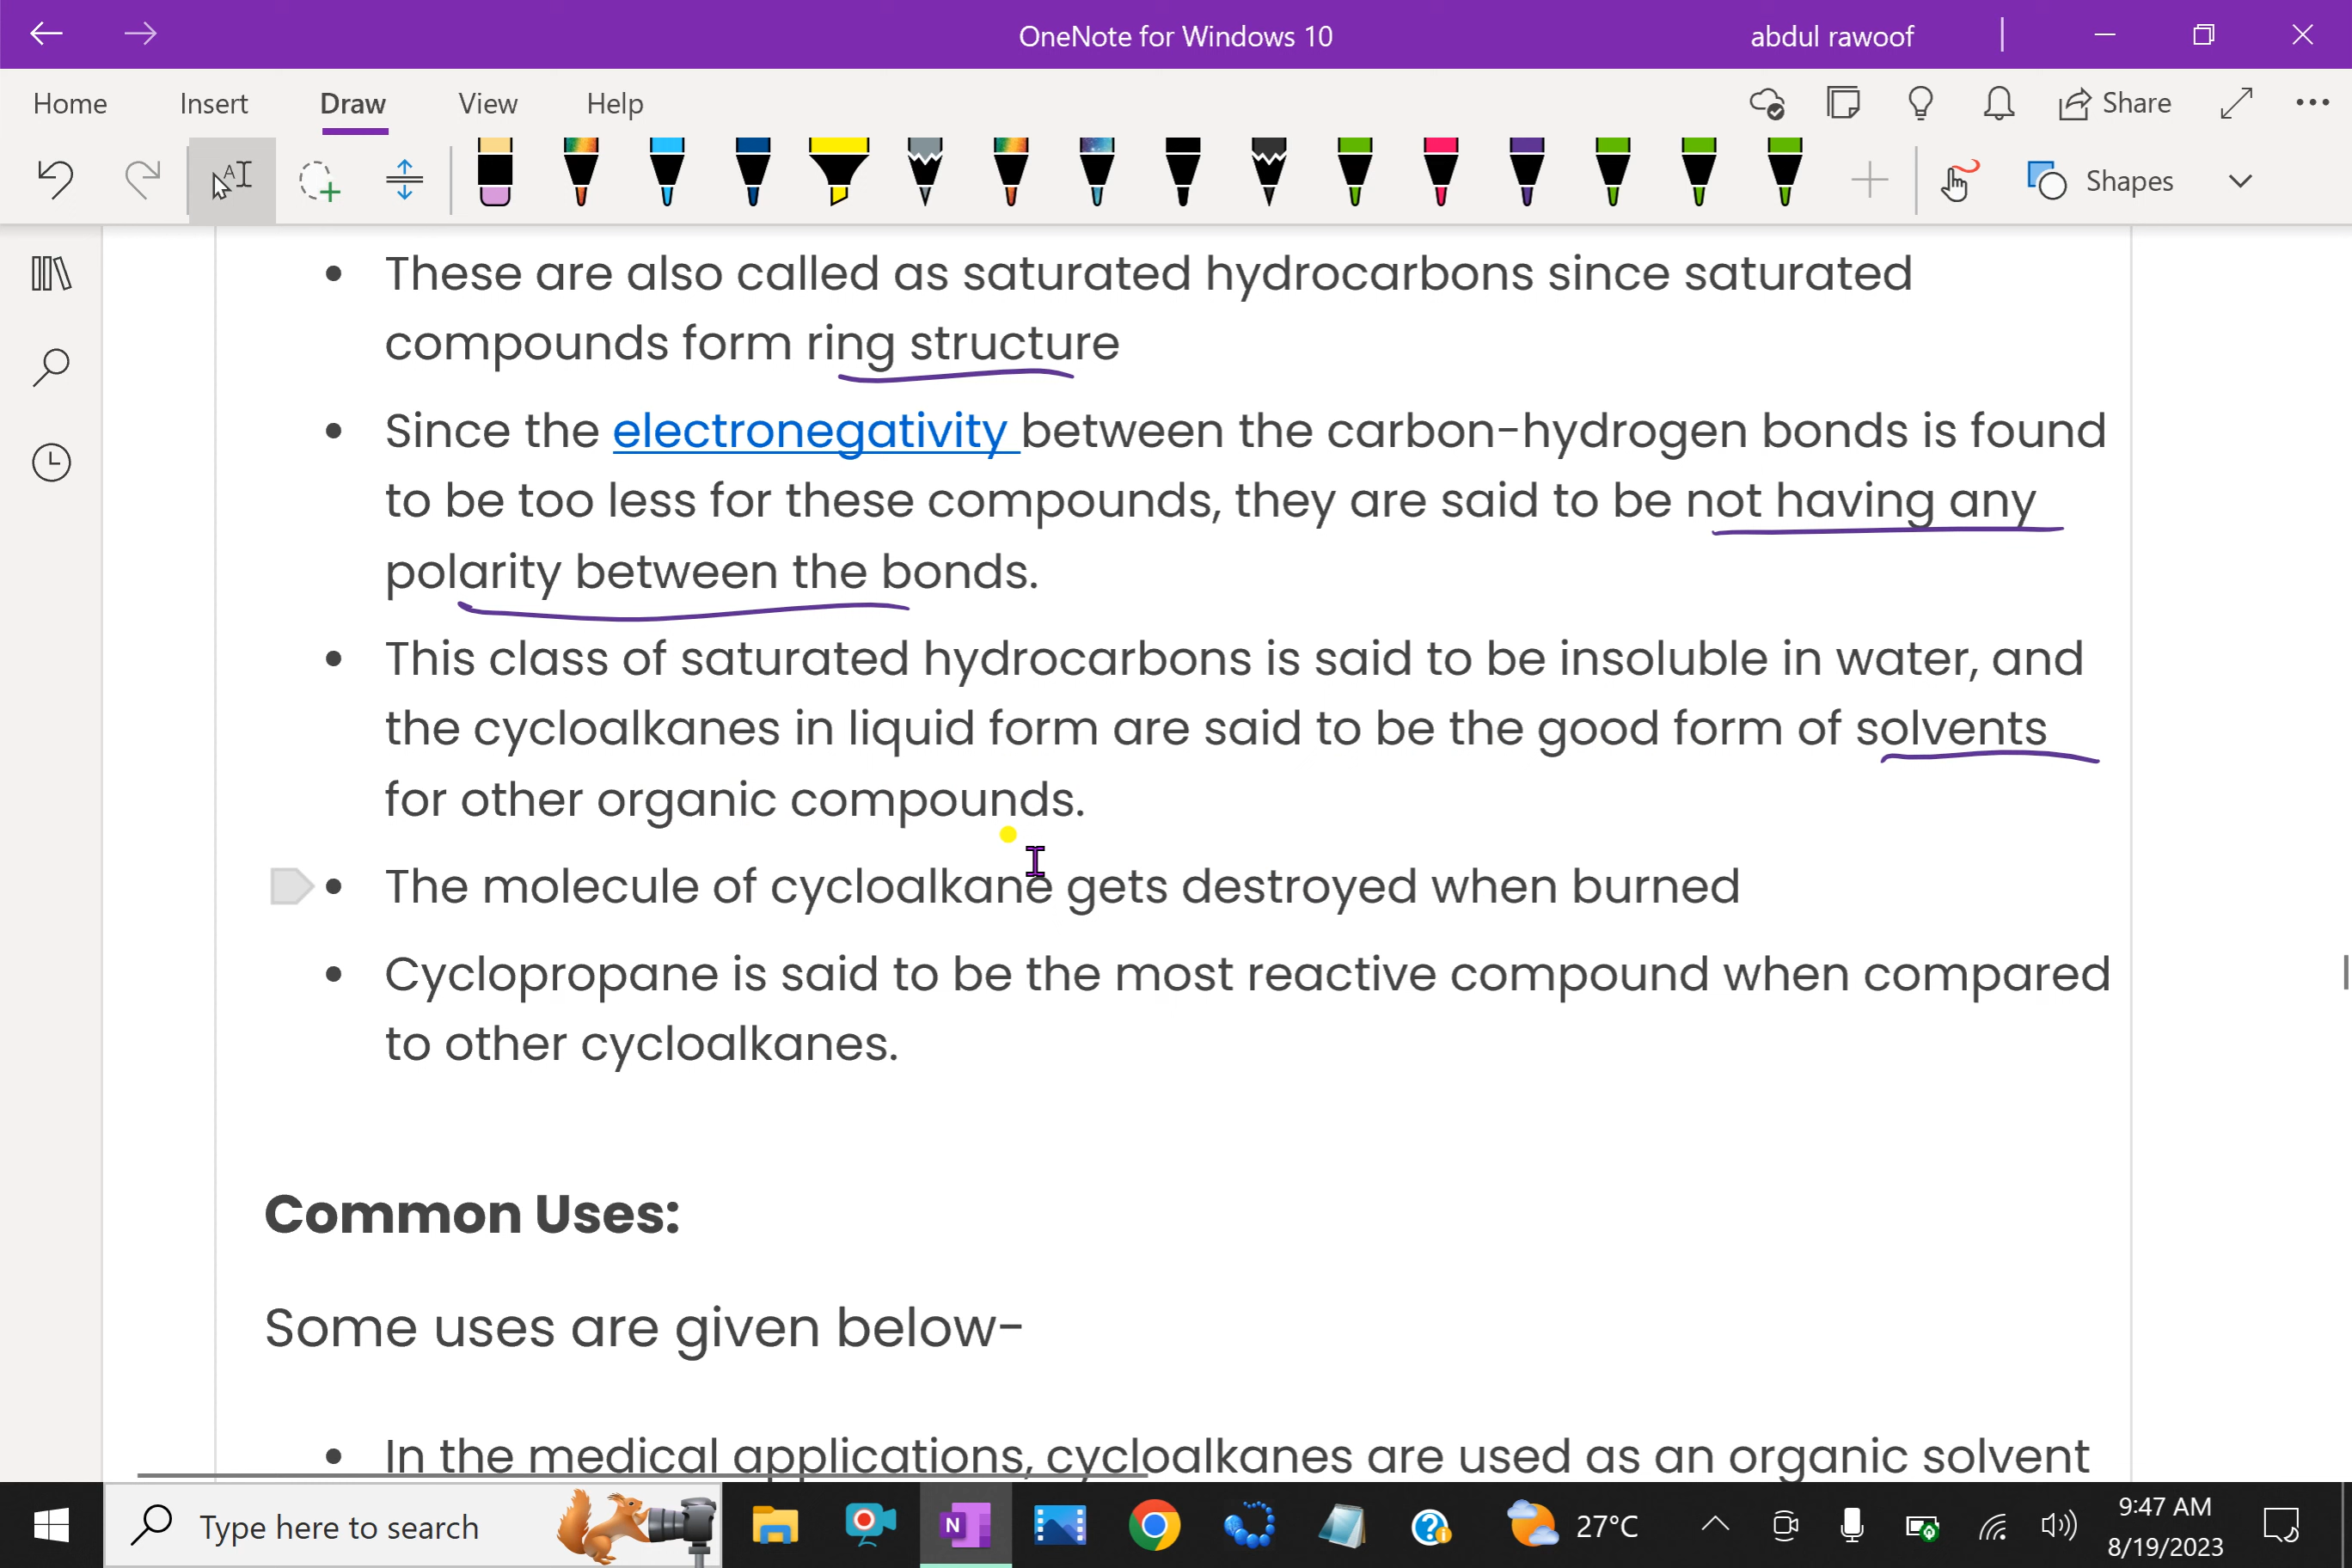 OneNote for Windows 10
abdul rawoof
Home Insert Draw View Help
Share
Shapes
• These are also called as saturated hydrocarbons since saturated
compounds form ring structure
• Since the electronegativity between the carbon-hydrogen bonds is found
to be too less for these compounds, they are said to be not having any
polarity between the bonds.
• This class of saturated hydrocarbons is said to be insoluble in water, and
the cycloalkanes in liquid form are said to be the good form of solvents
for other organic compounds.
• The molecule of cycloalkane gets destroyed when burned
• Cyclopropane is said to be the most reactive compound when compared
to other cycloalkanes.
Common Uses:
Some uses are given below-
• In the medical applications, cycloalkanes are used as an organic solvent
Type here to search
27°C
9:47 AM
8/19/2023